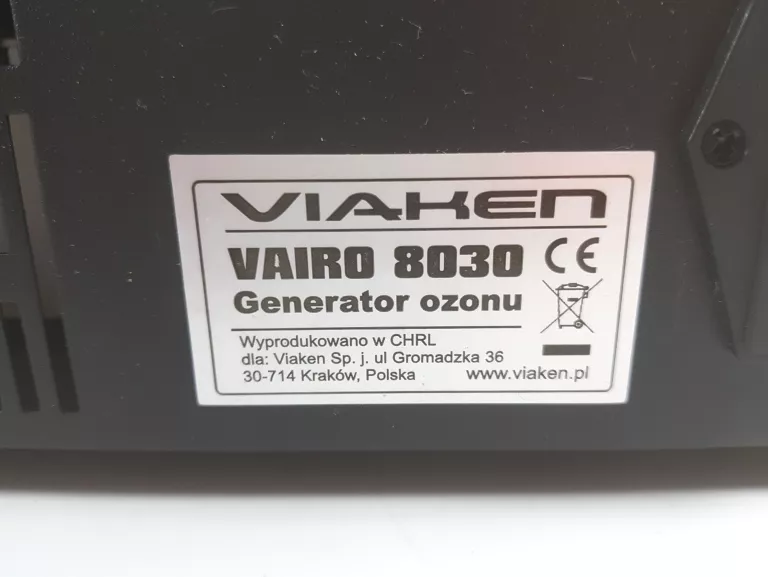 VIAKEN
VAIRO 8030 CE
Generator ozonu
Wyprodukowano w CHRL
dla: Viaken Sp. j. ul Gromadzka 36
30-714 Kraków, Polska www.viaken.pl